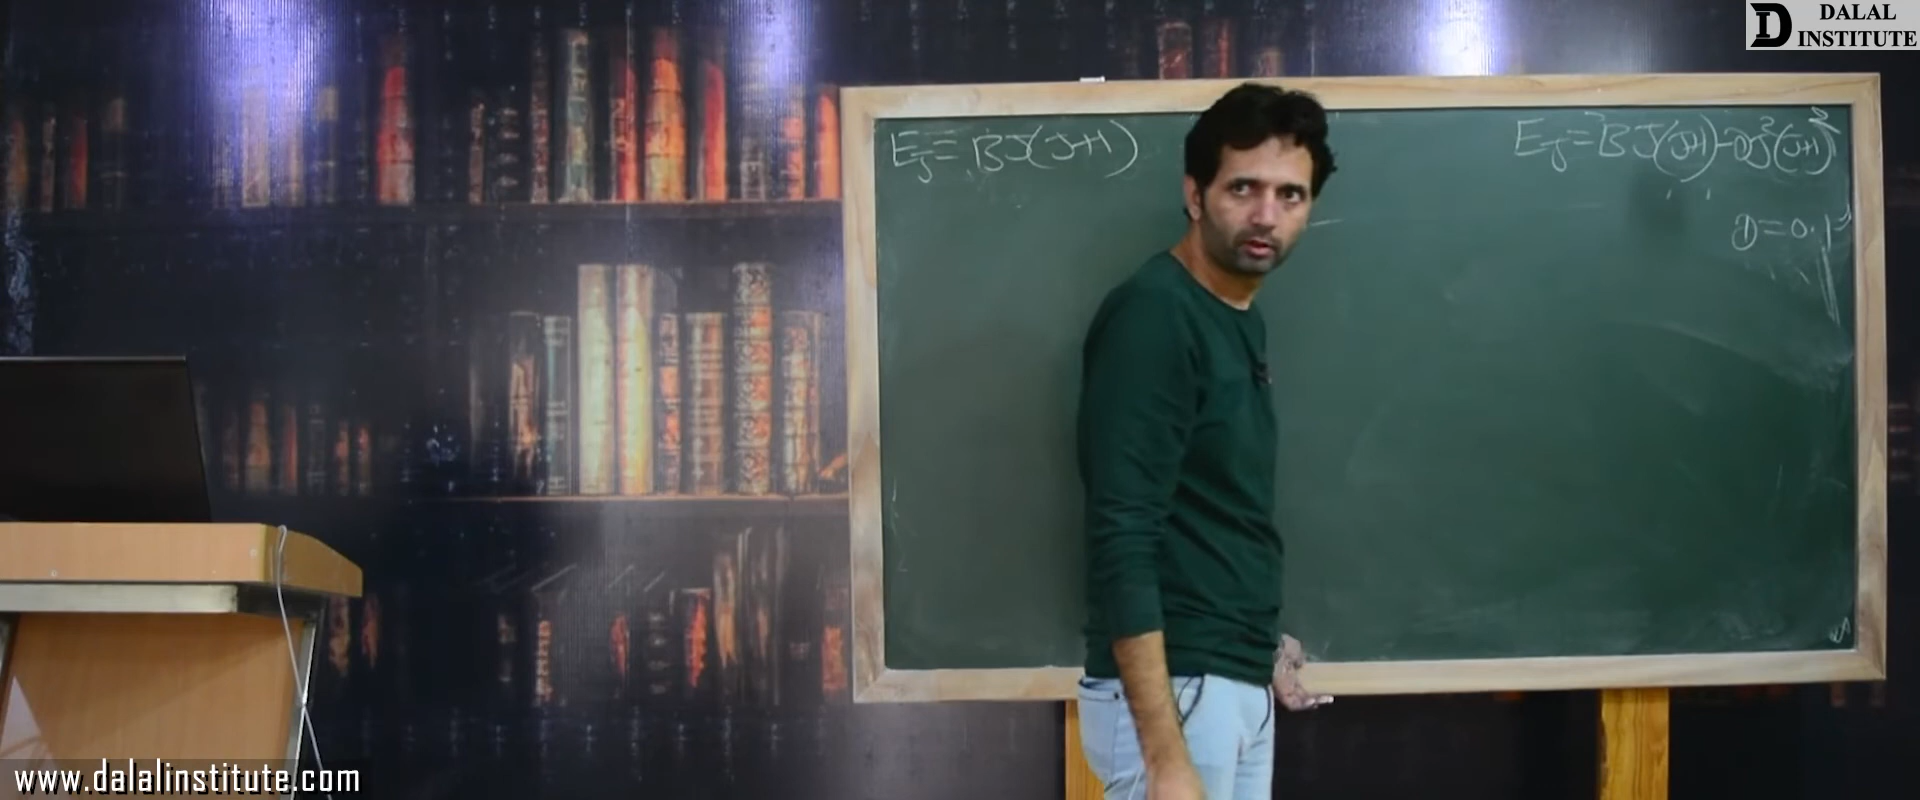 DALAL
INSTITUTE
E_J = BJ(J+1)
E_J = BJ(J+1) - DJ²(J+1)²
D = 0.1
www.dalalinstitute.com